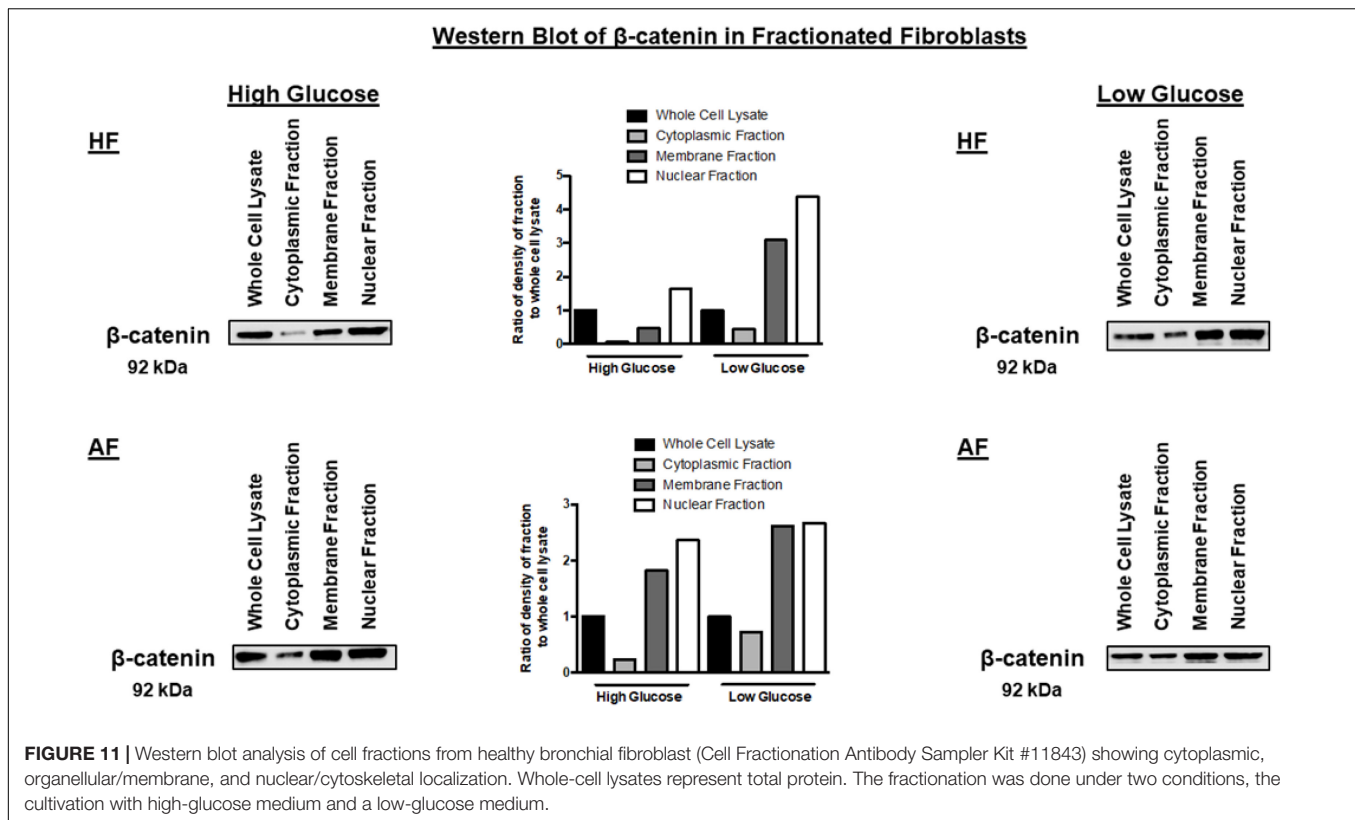 Western Blot of β-catenin in Fractionated Fibroblasts
High Glucose
HF
Whole Cell Lysate
Cytoplasmic Fraction
Membrane Fraction
Nuclear Fraction
β-catenin
92 kDa
Whole Cell Lysate
Cytoplasmic Fraction
Membrane Fraction
Nuclear Fraction
Ratio of density of fraction
to whole cell lysate
5
4
3
2
1
0
High Glucose
Low Glucose
Low Glucose
HF
Whole Cell Lysate
Cytoplasmic Fraction
Membrane Fraction
Nuclear Fraction
β-catenin
92 kDa
AF
Whole Cell Lysate
Cytoplasmic Fraction
Membrane Fraction
Nuclear Fraction
β-catenin
92 kDa
Whole Cell Lysate
Cytoplasmic Fraction
Membrane Fraction
Nuclear Fraction
Ratio of density of fraction
to whole cell lysate
3
2
1
0
High Glucose
Low Glucose
AF
Whole Cell Lysate
Cytoplasmic Fraction
Membrane Fraction
Nuclear Fraction
β-catenin
92 kDa
FIGURE 11 | Western blot analysis of cell fractions from healthy bronchial fibroblast (Cell Fractionation Antibody Sampler Kit #11843) showing cytoplasmic,
organellular/membrane, and nuclear/cytoskeletal localization. Whole-cell lysates represent total protein. The fractionation was done under two conditions, the
cultivation with high-glucose medium and a low-glucose medium.